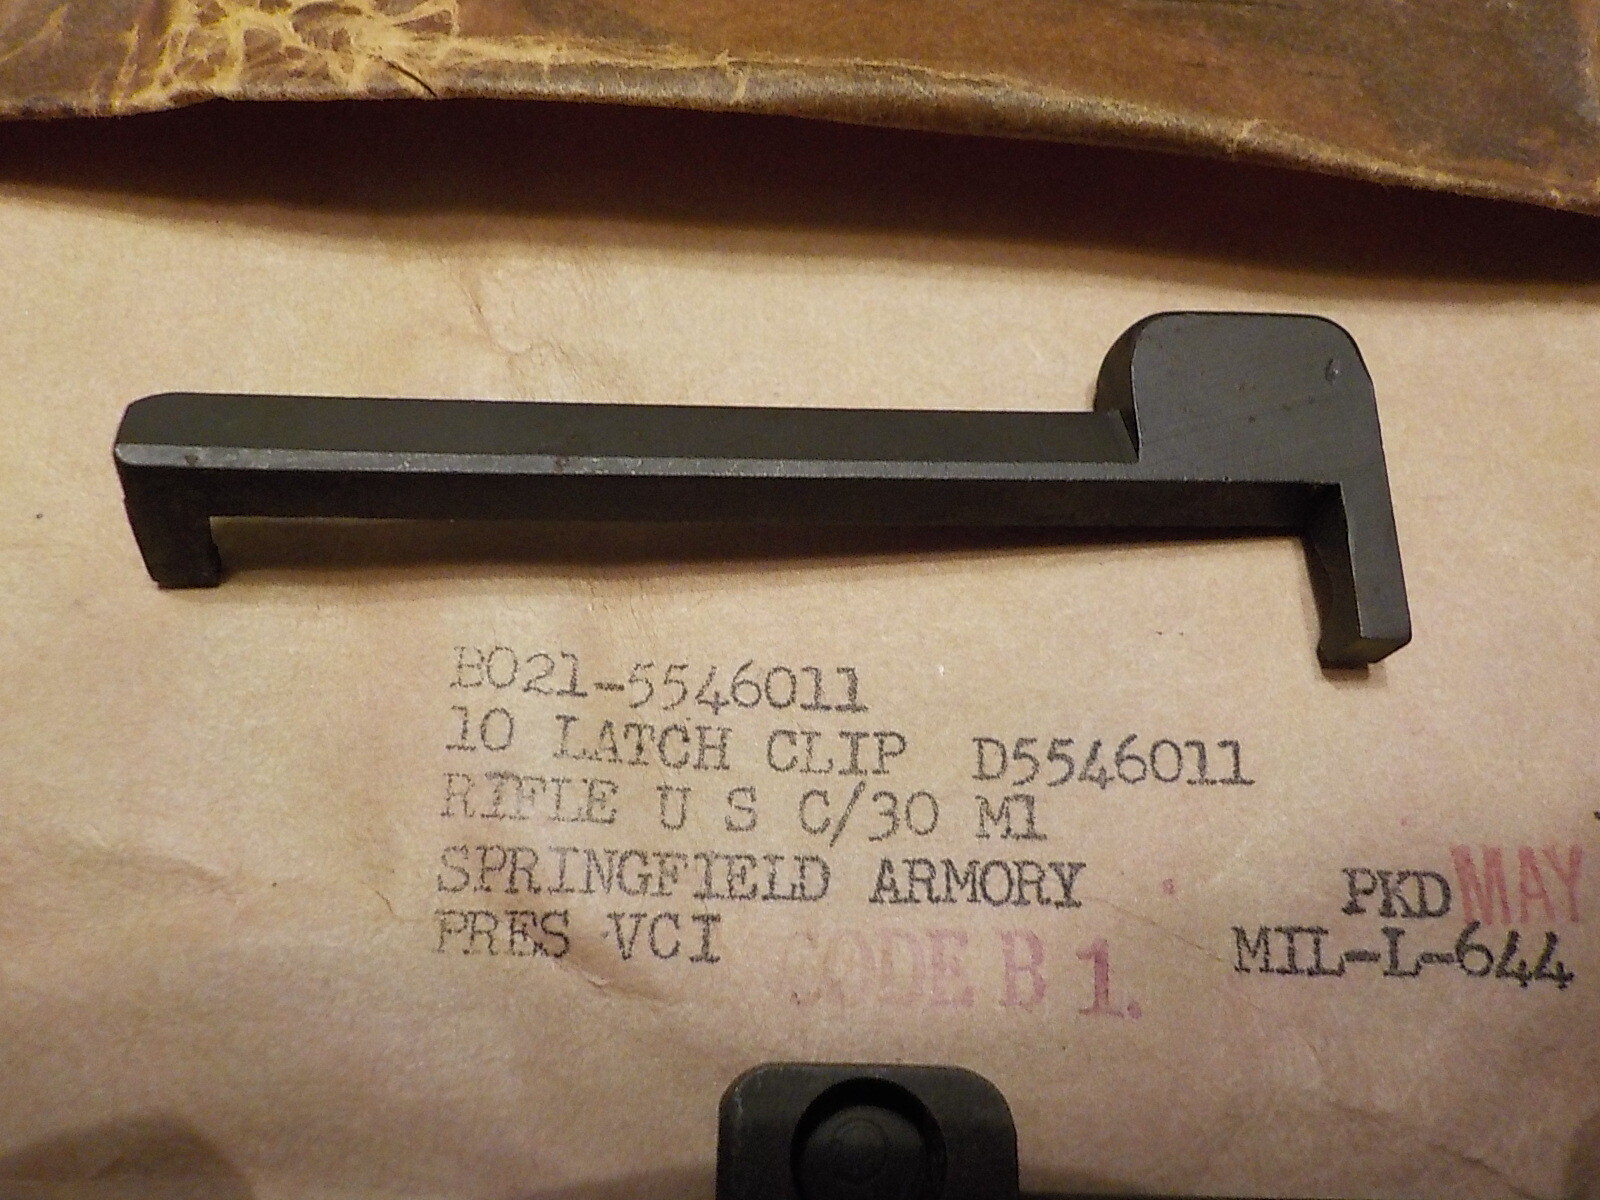 B021-5546011
10 LATCH CLIP D5546011
RIFLE U S C/30 M1
SPRINGFIELD ARMORY
PKD MAY
PRES VCI
MIL-L-644
CODE B 1.